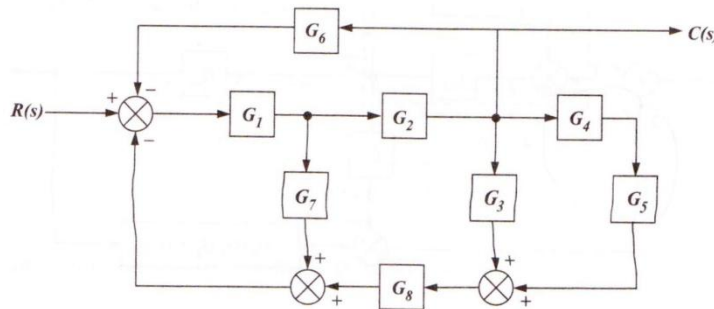 G6
C(s)
+
−
R(s)
G1
G2
G4
−
G7
G3
G5
+
+
+
G8
+